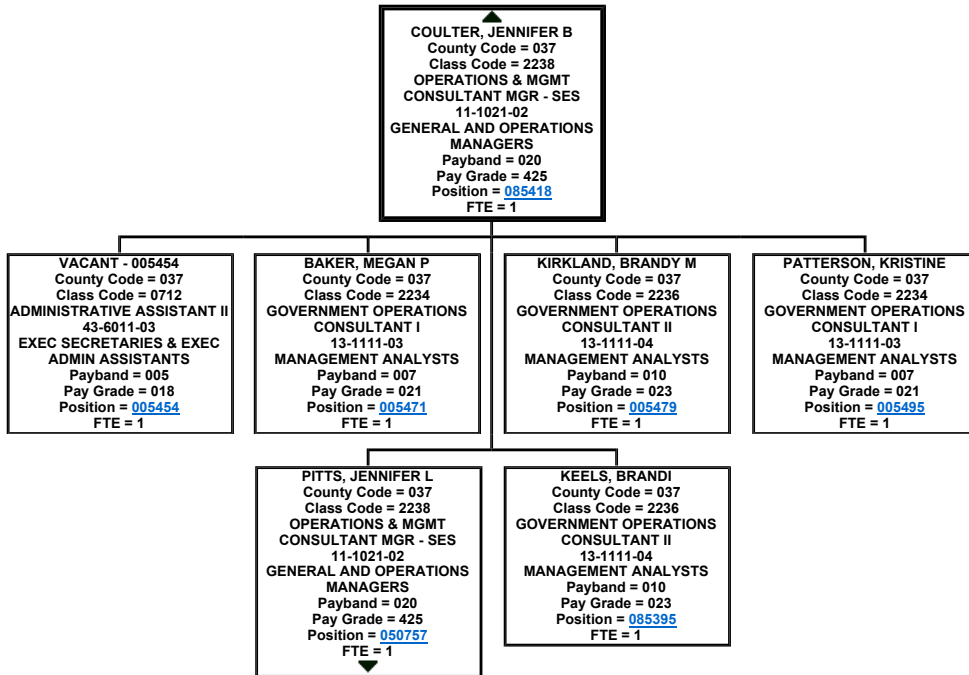 COULTER, JENNIFER B
County Code = 037
Class Code = 2238
OPERATIONS & MGMT
CONSULTANT MGR - SES
11-1021-02
GENERAL AND OPERATIONS
MANAGERS
Payband = 020
Pay Grade = 425
Position = 085418
FTE = 1
VACANT - 005454
County Code = 037
Class Code = 0712
ADMINISTRATIVE ASSISTANT II
43-6011-03
EXEC SECRETARIES & EXEC
ADMIN ASSISTANTS
Payband = 005
Pay Grade = 018
Position = 005454
FTE = 1
BAKER, MEGAN P
County Code = 037
Class Code = 2234
GOVERNMENT OPERATIONS
CONSULTANT I
13-1111-03
MANAGEMENT ANALYSTS
Payband = 007
Pay Grade = 021
Position = 005471
FTE = 1
KIRKLAND, BRANDY M
County Code = 037
Class Code = 2236
GOVERNMENT OPERATIONS
CONSULTANT II
13-1111-04
MANAGEMENT ANALYSTS
Payband = 010
Pay Grade = 023
Position = 005479
FTE = 1
PATTERSON, KRISTINE
County Code = 037
Class Code = 2234
GOVERNMENT OPERATIONS
CONSULTANT I
13-1111-03
MANAGEMENT ANALYSTS
Payband = 007
Pay Grade = 021
Position = 005495
FTE = 1
PITTS, JENNIFER L
County Code = 037
Class Code = 2238
OPERATIONS & MGMT
CONSULTANT MGR - SES
11-1021-02
GENERAL AND OPERATIONS
MANAGERS
Payband = 020
Pay Grade = 425
Position = 050757
FTE = 1
KEELS, BRANDI
County Code = 037
Class Code = 2236
GOVERNMENT OPERATIONS
CONSULTANT II
13-1111-04
MANAGEMENT ANALYSTS
Payband = 010
Pay Grade = 023
Position = 085395
FTE = 1